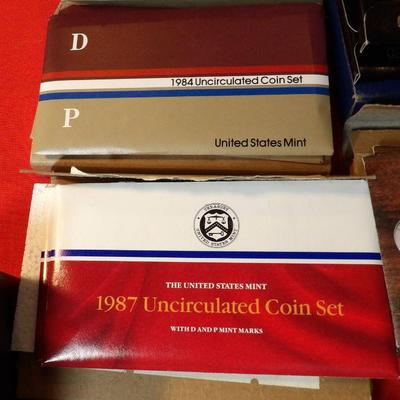 D
1984 Uncirculated Coin Set
P
United States Mint
THE UNITED STATES MINT
1987 Uncirculated Coin Set
WITH D AND P MINT MARKS